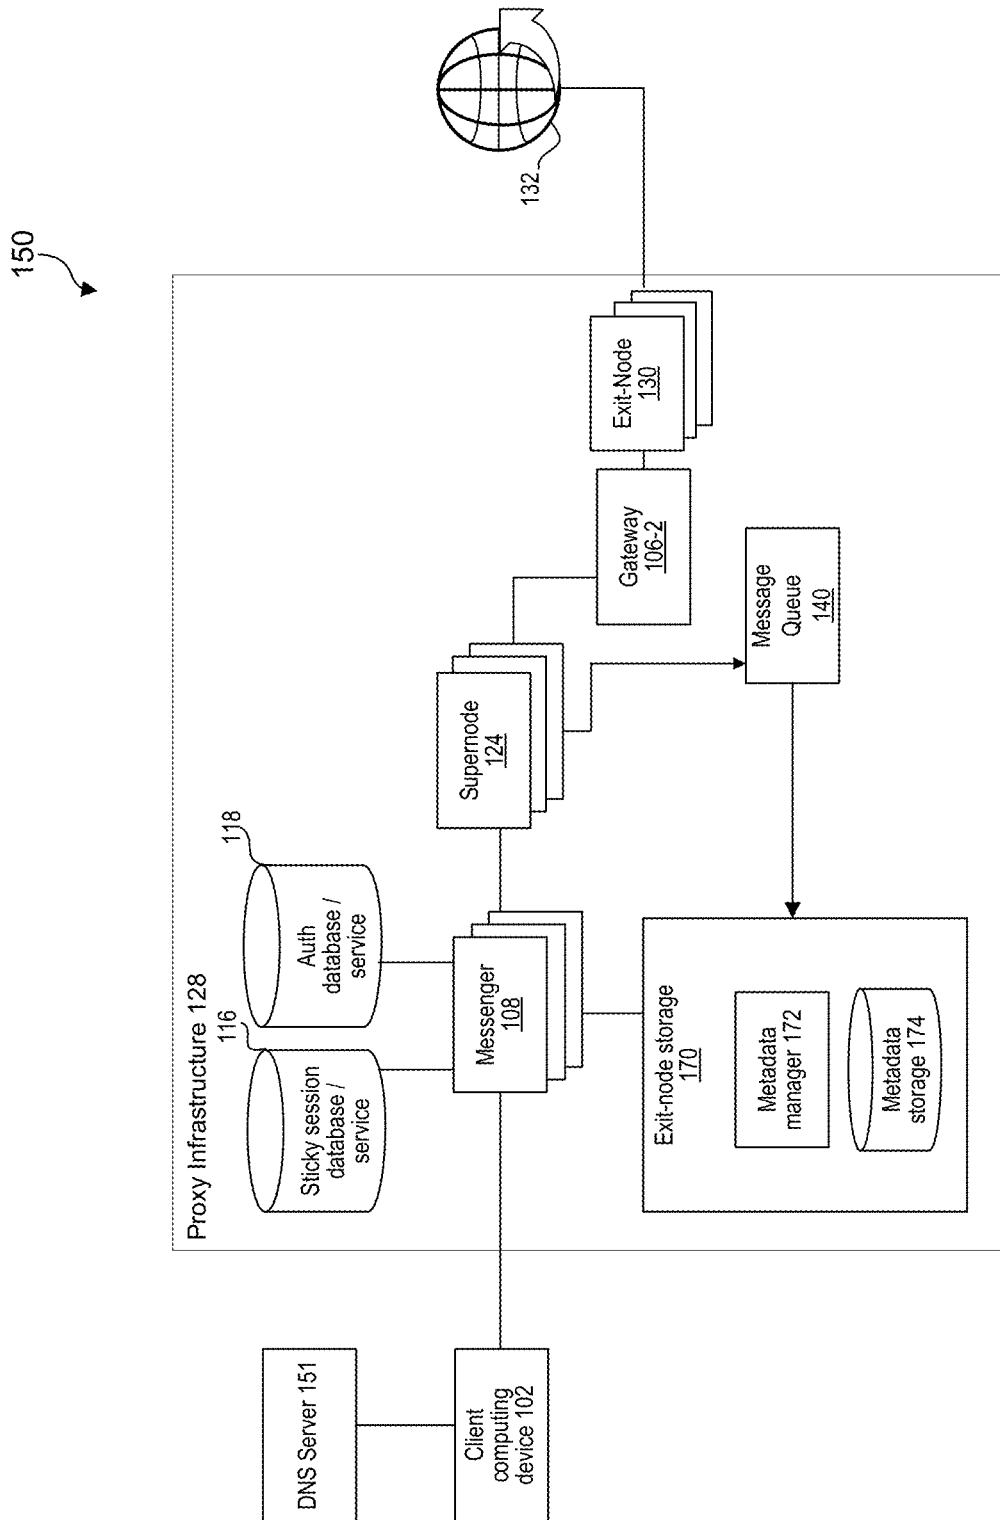 150
Proxy Infrastructure 128
DNS Server 151
Client
computing
device 102
Sticky session
database /
service
116
Auth
database /
service
118
Messenger
108
Supernode
124
Gateway
106-2
Exit-Node
130
132
Message
Queue
140
Exit-node storage
170
Metadata
manager 172
Metadata
storage 174